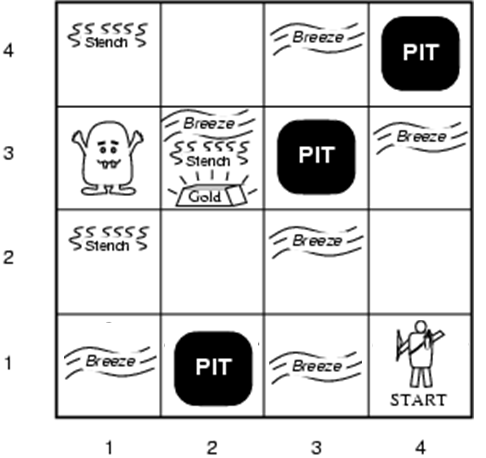 4
Stench
Breeze
PIT
3
Breeze
Stench
Gold
PIT
Breeze
2
Stench
Breeze
1
Breeze
PIT
Breeze
START
1 2 3 4